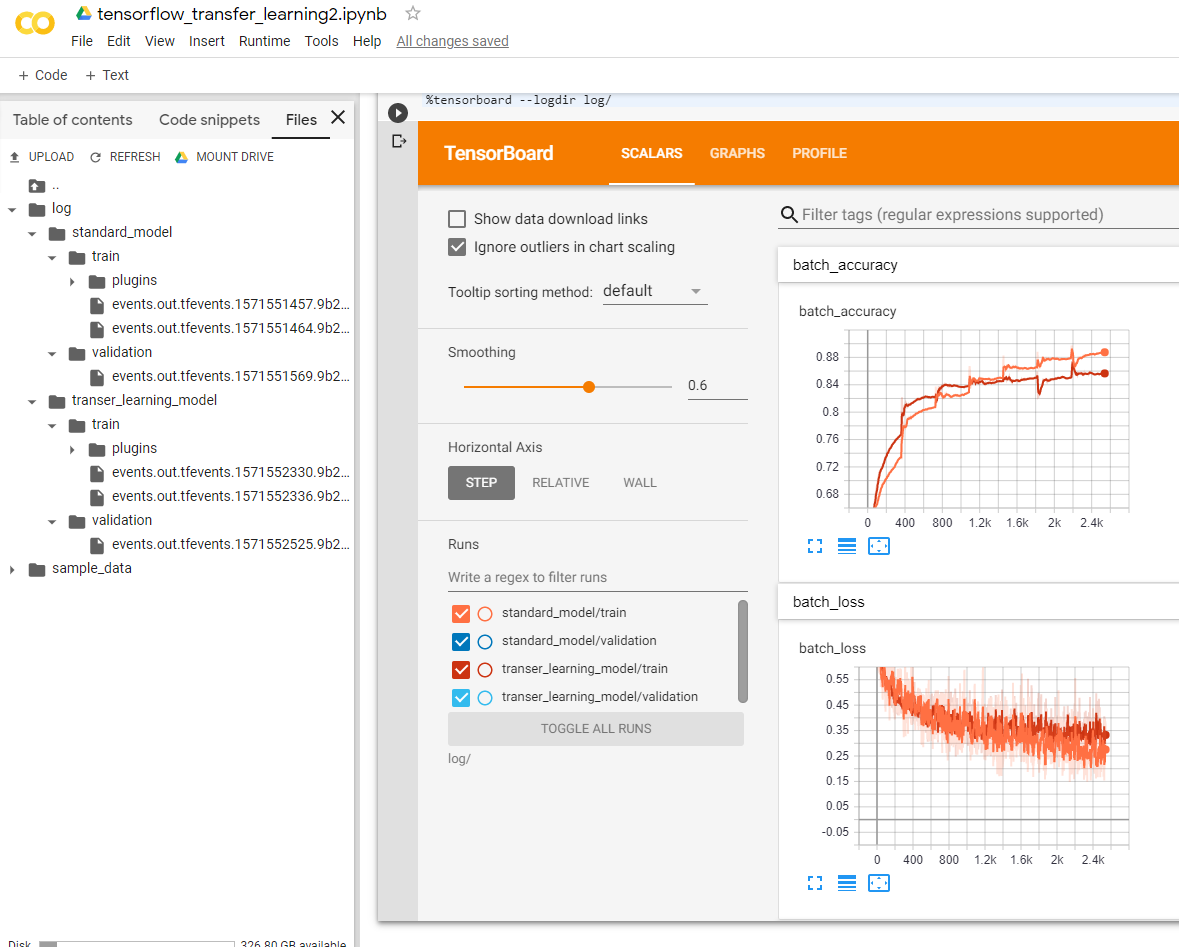 tensorflow_transfer_learning2.ipynb
File Edit View Insert Runtime Tools Help All changes saved
+ Code + Text
Table of contents Code snippets Files
UPLOAD REFRESH MOUNT DRIVE
..
log
standard_model
train
plugins
events.out.tfevents.1571551457.9b2...
events.out.tfevents.1571551464.9b2...
validation
events.out.tfevents.1571551569.9b2...
transer_learning_model
train
plugins
events.out.tfevents.1571552330.9b2...
events.out.tfevents.1571552336.9b2...
validation
events.out.tfevents.1571552525.9b2...
sample_data
Disk 326.80 GB available
%tensorboard --logdir log/
TensorBoard SCALARS GRAPHS PROFILE
Show data download links
Ignore outliers in chart scaling
Tooltip sorting method: default
Smoothing
0.6
Horizontal Axis
STEP RELATIVE WALL
Runs
Write a regex to filter runs
standard_model/train
standard_model/validation
transer_learning_model/train
transer_learning_model/validation
TOGGLE ALL RUNS
log/
Filter tags (regular expressions supported)
batch_accuracy
batch_accuracy
0.88
0.84
0.8
0.76
0.72
0.68
0 400 800 1.2k 1.6k 2k 2.4k
batch_loss
batch_loss
0.55
0.45
0.35
0.25
0.15
0.05
-0.05
0 400 800 1.2k 1.6k 2k 2.4k